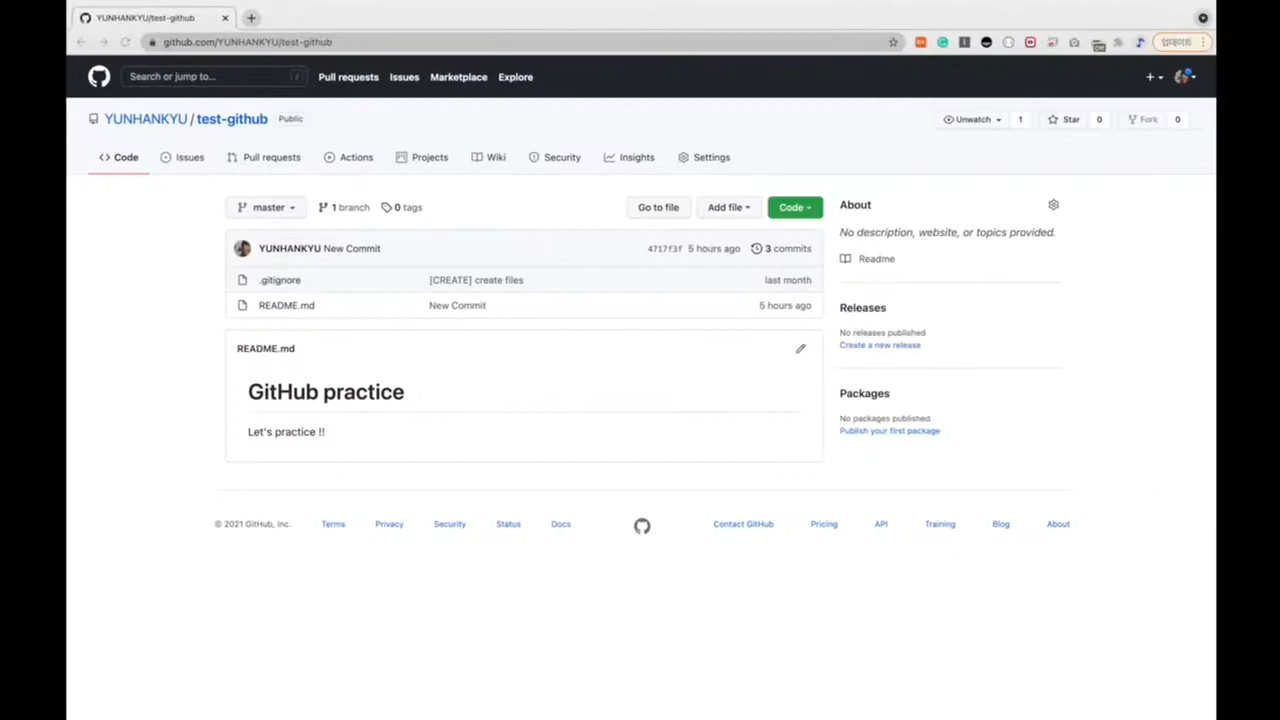 YUNHANKYU/test-github
github.com/YUNHANKYU/test-github
업데이트
Search or jump to... /
Pull requests Issues Marketplace Explore
YUNHANKYU / test-github Public
Unwatch 1 Star 0 Fork 0
Code Issues Pull requests Actions Projects Wiki Security Insights Settings
master 1 branch 0 tags Go to file Add file Code
YUNHANKYU New Commit 4717f3f 5 hours ago 3 commits
.gitignore [CREATE] create files last month
README.md New Commit 5 hours ago
README.md
GitHub practice
Let's practice !!
About
No description, website, or topics provided.
Readme
Releases
No releases published
Create a new release
Packages
No packages published
Publish your first package
© 2021 GitHub, Inc. Terms Privacy Security Status Docs Contact GitHub Pricing API Training Blog About